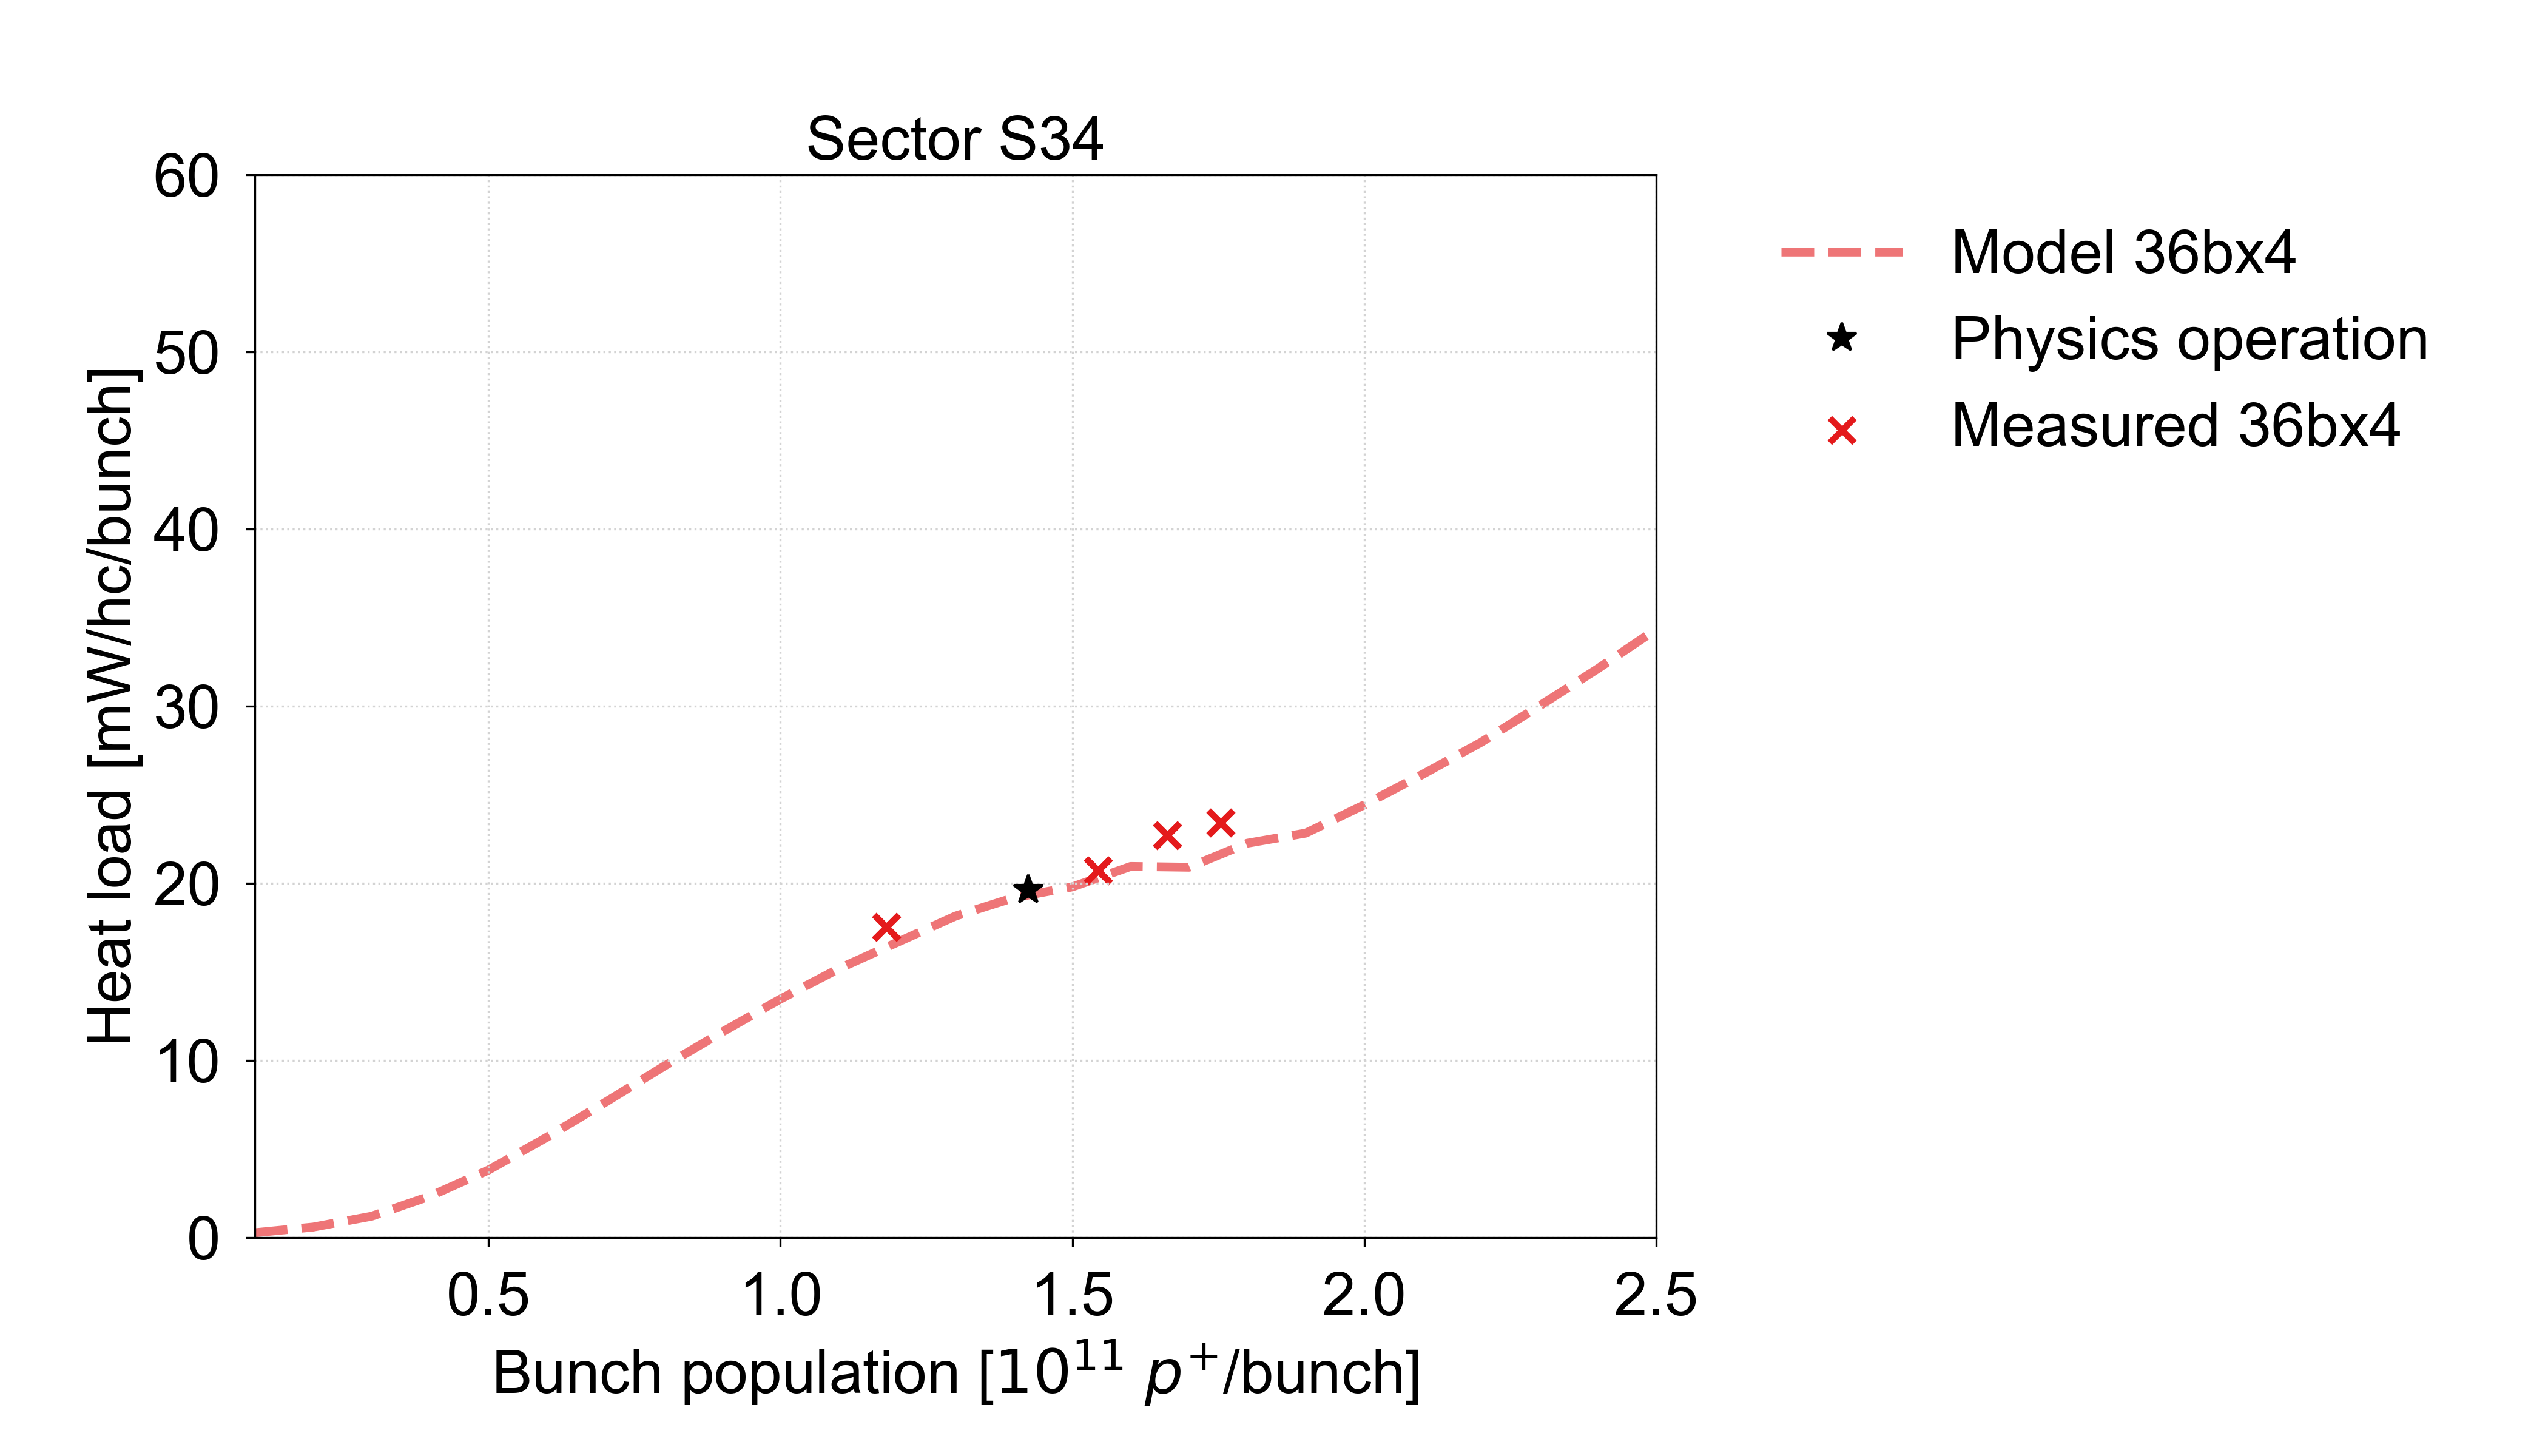 Sector S34
60
50
40
30
20
10
0
Heat load [mW/hc/bunch]
0.5 1.0 1.5 2.0 2.5
Bunch population [10¹¹ p⁺/bunch]
Model 36bx4
Physics operation
Measured 36bx4